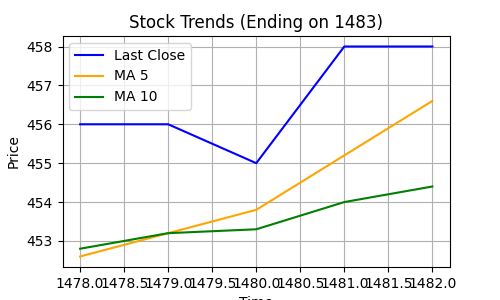 Stock Trends (Ending on 1483)
458
457
456
455
454
453
Price
Last Close
MA 5
MA 10
1478.0 1478.5 1479.0 1479.5 1480.0 1480.5 1481.0 1481.5 1482.0
Time